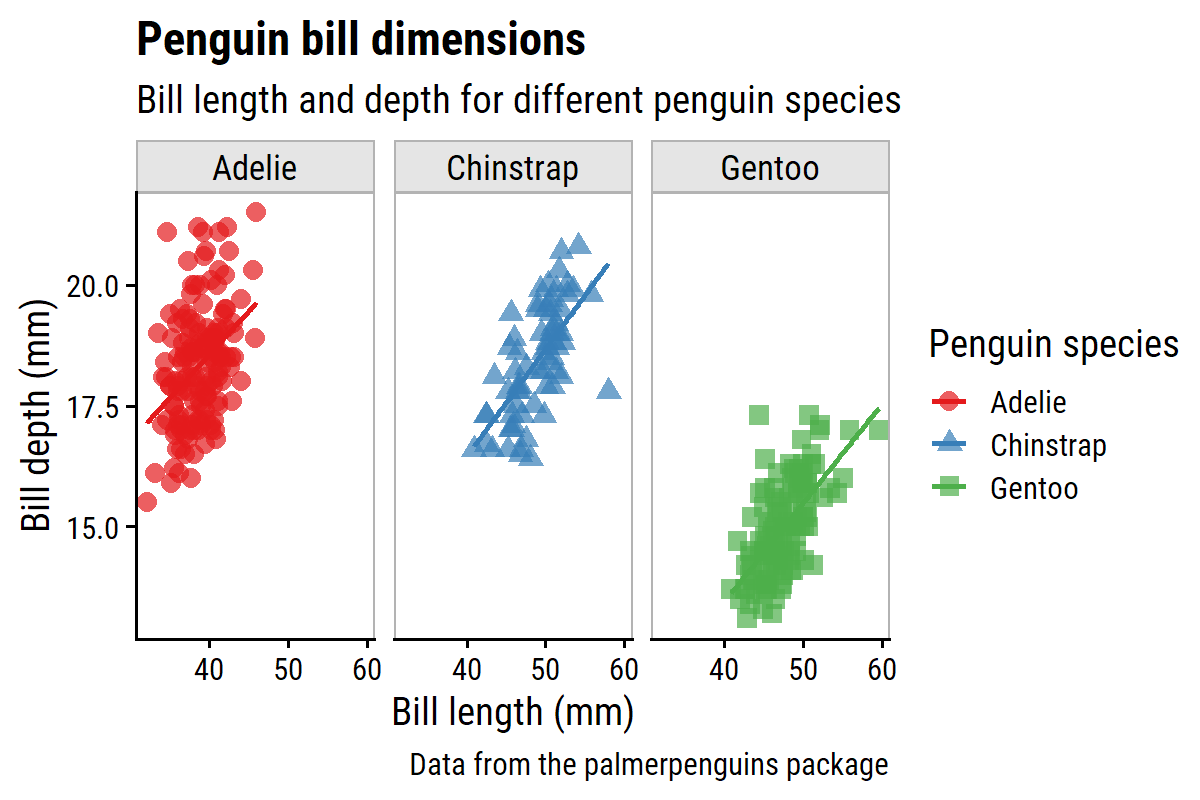 Penguin bill dimensions
Bill length and depth for different penguin species
Adelie
Chinstrap
Gentoo
20.0
17.5
15.0
Bill depth (mm)
40 50 60
40 50 60
40 50 60
Bill length (mm)
Penguin species
Adelie
Chinstrap
Gentoo
Data from the palmerpenguins package